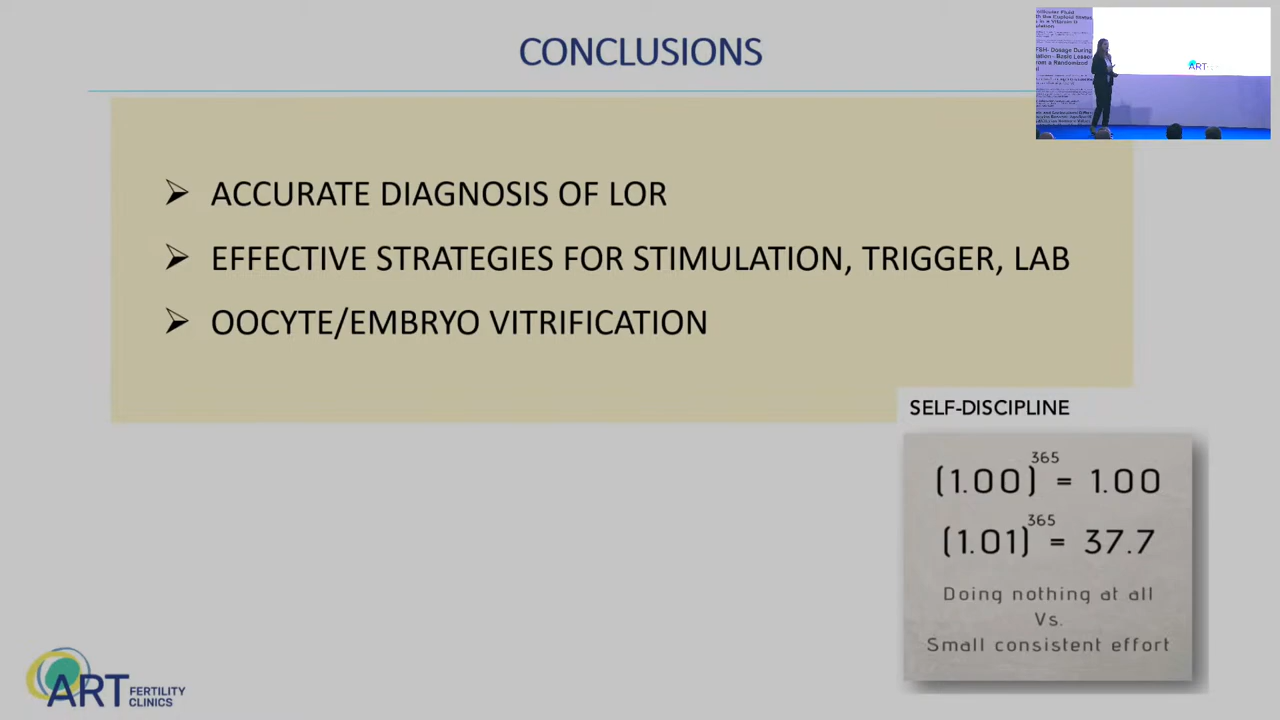 CONCLUSIONS
➢ ACCURATE DIAGNOSIS OF LOR
➢ EFFECTIVE STRATEGIES FOR STIMULATION, TRIGGER, LAB
➢ OOCYTE/EMBRYO VITRIFICATION
SELF-DISCIPLINE
(1.00)³⁶⁵ = 1.00
(1.01)³⁶⁵ = 37.7
Doing nothing at all
Vs.
Small consistent effort
ART FERTILITY
CLINICS
ART